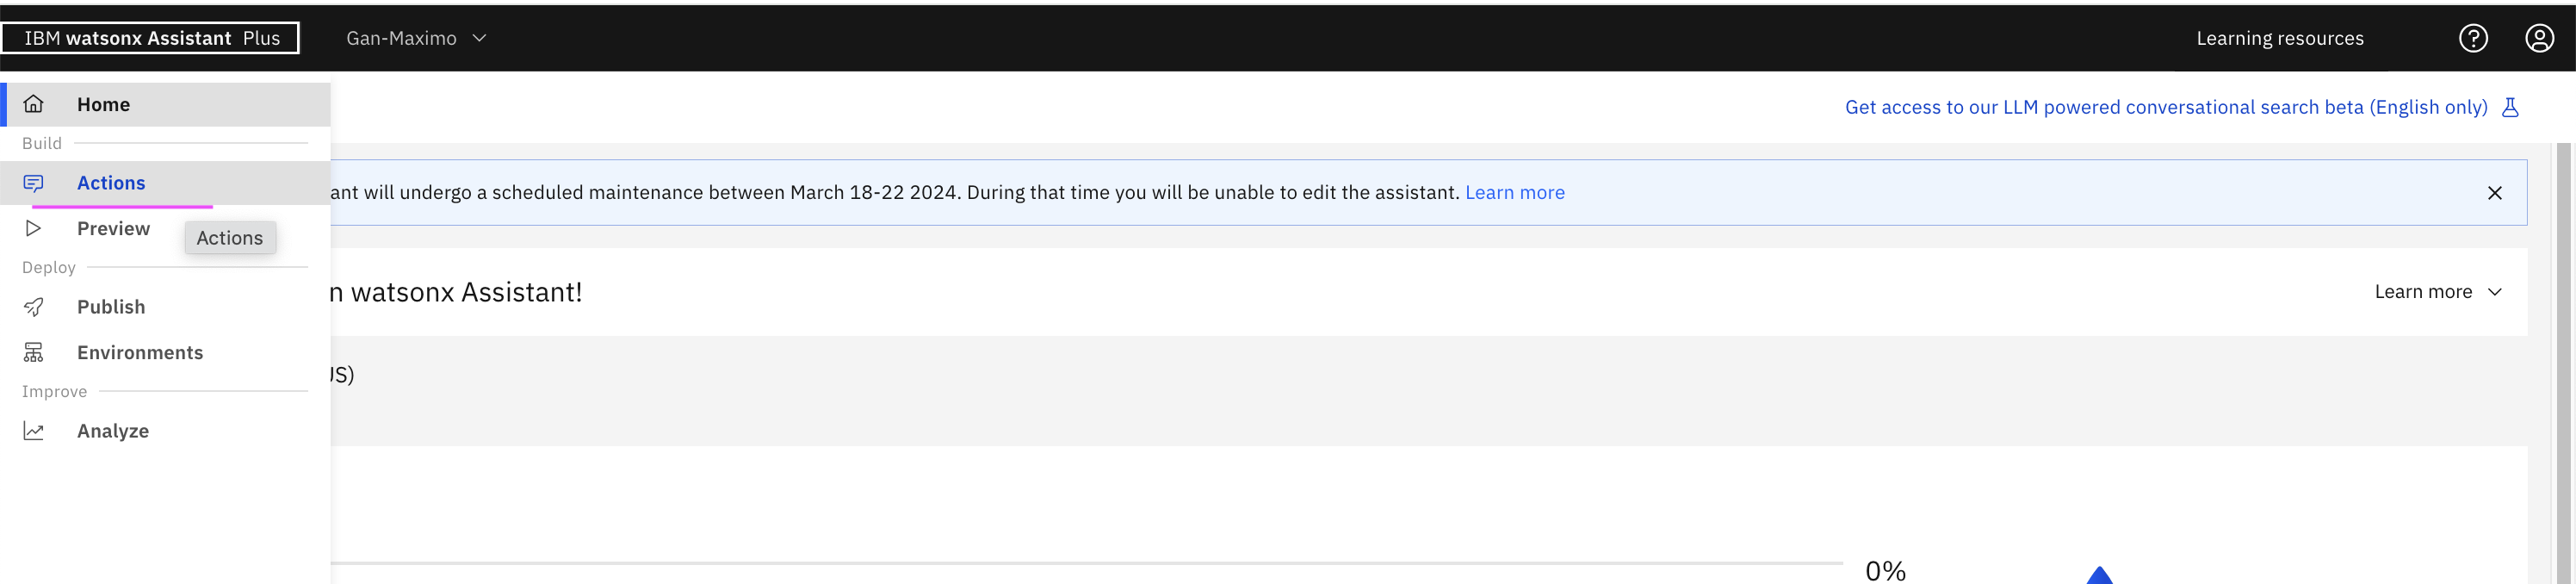 IBM watsonx Assistant Plus
Gan-Maximo
Learning resources
Home
Get access to our LLM powered conversational search beta (English only)
Build
Actions
ant will undergo a scheduled maintenance between March 18-22 2024. During that time you will be unable to edit the assistant. Learn more
Preview
Actions
Deploy
n watsonx Assistant!
Learn more
Publish
Environments
US)
Improve
Analyze
0%